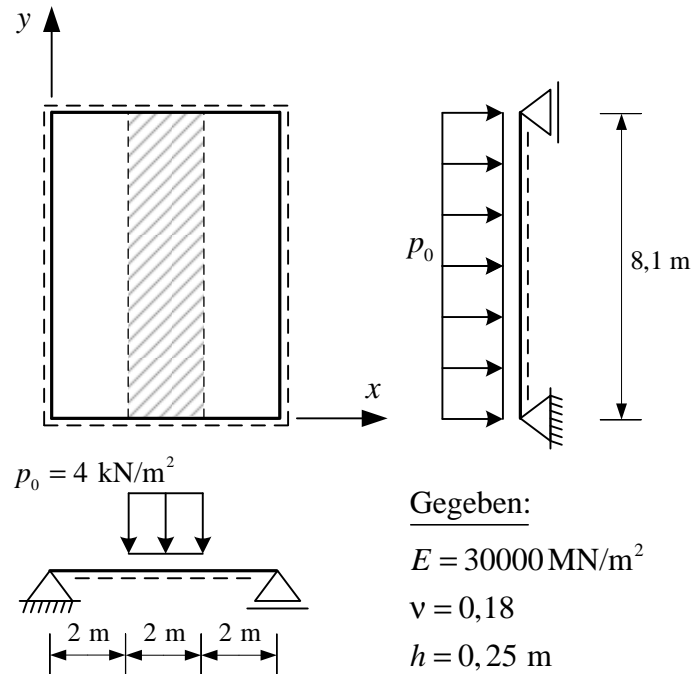 y
p₀
8,1 m
x
p₀ = 4 kN/m²
2 m 2 m 2 m
Gegeben:
E = 30000 MN/m²
ν = 0,18
h = 0,25 m